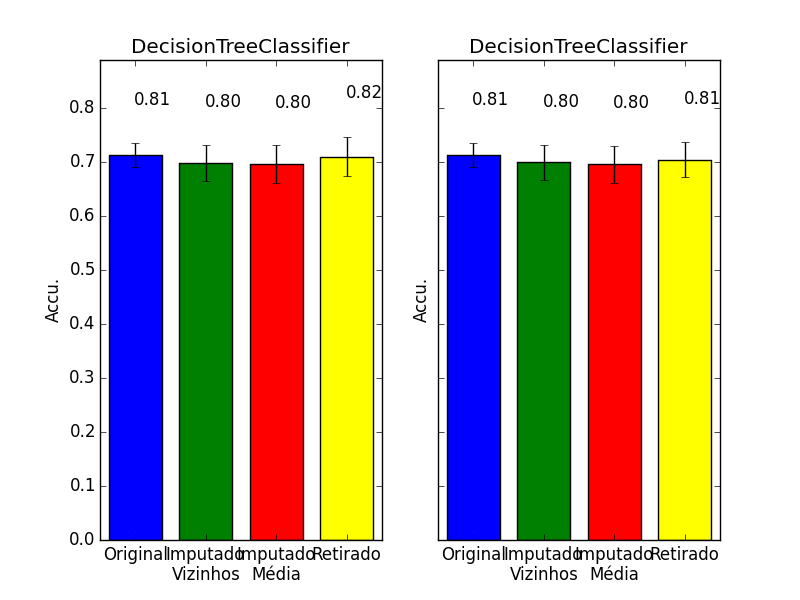 DecisionTreeClassifier
0.81 0.80 0.80 0.82
0.8
0.7
0.6
0.5
0.4
0.3
0.2
0.1
0.0
Accu.
Original Imputado Imputado Retirado
Vizinhos Média
DecisionTreeClassifier
0.81 0.80 0.80 0.81
Accu.
Original Imputado Imputado Retirado
Vizinhos Média